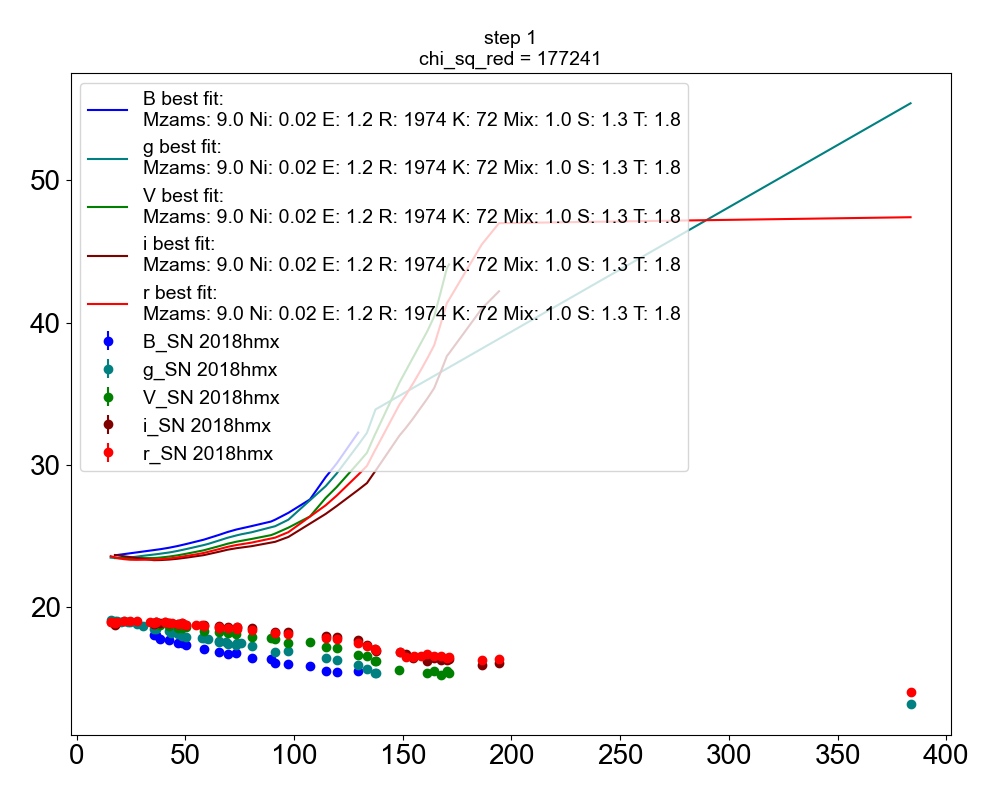 step 1
chi_sq_red = 177241
B best fit:
Mzams: 9.0 Ni: 0.02 E: 1.2 R: 1974 K: 72 Mix: 1.0 S: 1.3 T: 1.8
g best fit:
Mzams: 9.0 Ni: 0.02 E: 1.2 R: 1974 K: 72 Mix: 1.0 S: 1.3 T: 1.8
V best fit:
Mzams: 9.0 Ni: 0.02 E: 1.2 R: 1974 K: 72 Mix: 1.0 S: 1.3 T: 1.8
i best fit:
Mzams: 9.0 Ni: 0.02 E: 1.2 R: 1974 K: 72 Mix: 1.0 S: 1.3 T: 1.8
r best fit:
Mzams: 9.0 Ni: 0.02 E: 1.2 R: 1974 K: 72 Mix: 1.0 S: 1.3 T: 1.8
B_SN 2018hmx
g_SN 2018hmx
V_SN 2018hmx
i_SN 2018hmx
r_SN 2018hmx
50
40
30
20
0 50 100 150 200 250 300 350 400